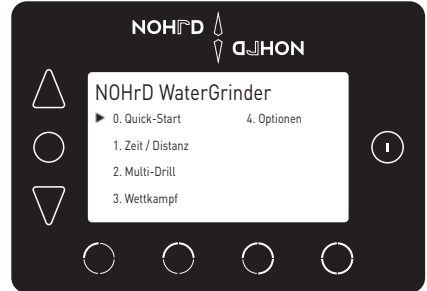 NOHrD
NOHrD
NOHrD WaterGrinder
0. Quick-Start
4. Optionen
1. Zeit / Distanz
2. Multi-Drill
3. Wettkampf